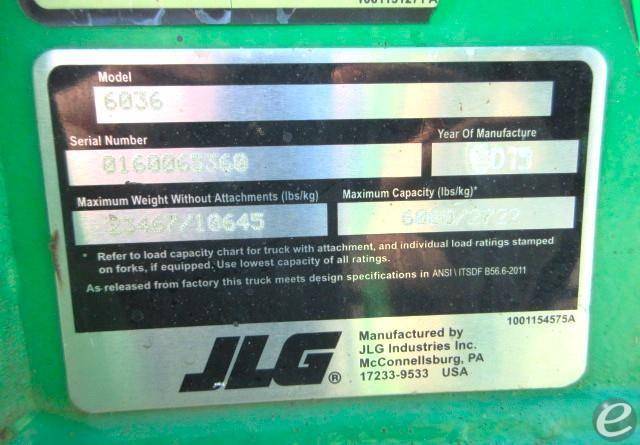 Model
6036
Serial Number
Year Of Manufacture
Maximum Weight Without Attachments (lbs/kg)
Maximum Capacity (lbs/kg)*
23467/10645
* Refer to load capacity chart for truck with attachment, and individual load ratings stamped
on forks, if equipped. Use lowest capacity of all ratings.
As released from factory this truck meets design specifications in ANSI \ ITSDF B56.6-2011
1001154575A
JLG®
Manufactured by
JLG Industries Inc.
McConnellsburg, PA
17233-9533 USA
e